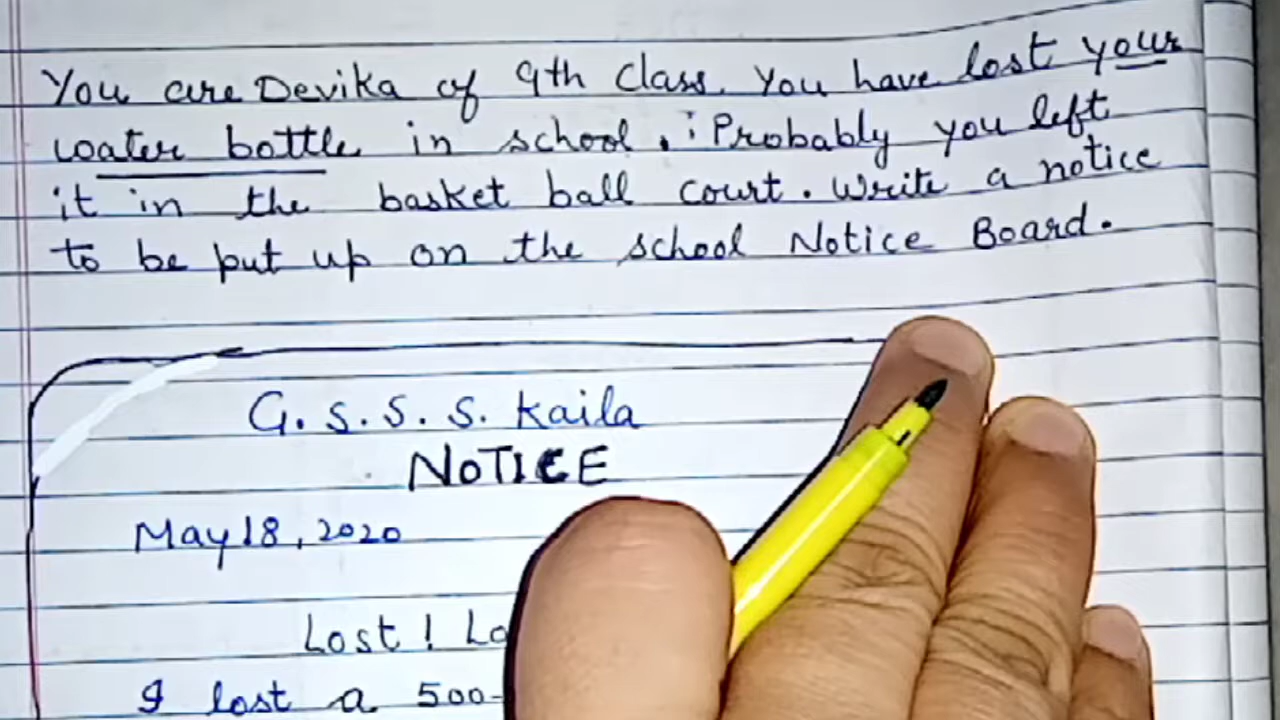 You are Devika of 9th Class. You have lost your
water bottle in school. Probably you left
it in the basket ball court. Write a notice
to be put up on the school Notice Board.
G. S. S. S. Kaila
NOTICE
May 18, 2020
Lost! Lo
I lost a 500-